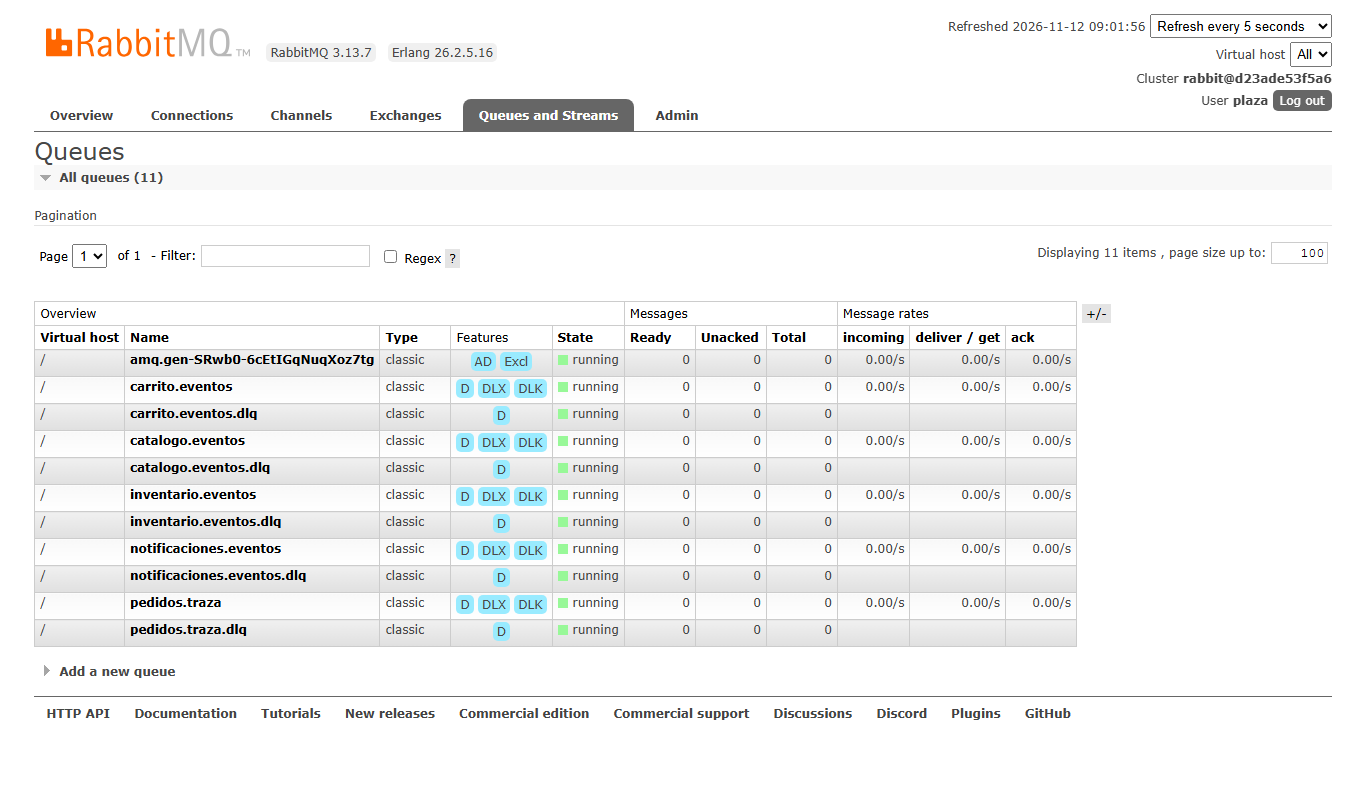 RabbitMQ TM RabbitMQ 3.13.7 Erlang 26.2.5.16
Refreshed 2026-11-12 09:01:56 Refresh every 5 seconds
Virtual host All
Cluster rabbit@d23ade53f5a6
User plaza Log out
Overview Connections Channels Exchanges Queues and Streams Admin
Queues
All queues (11)
Pagination
Page 1 of 1 - Filter: Regex ? Displaying 11 items , page size up to: 100
Overview Messages Message rates +/-
Virtual host Name Type Features State Ready Unacked Total incoming deliver / get ack
/ amq.gen-SRwb0-6cEtIGqNuqXoz7tg classic AD Excl running 0 0 0 0.00/s 0.00/s 0.00/s
/ carrito.eventos classic D DLX DLK running 0 0 0 0.00/s 0.00/s 0.00/s
/ carrito.eventos.dlq classic D running 0 0 0
/ catalogo.eventos classic D DLX DLK running 0 0 0 0.00/s 0.00/s 0.00/s
/ catalogo.eventos.dlq classic D running 0 0 0
/ inventario.eventos classic D DLX DLK running 0 0 0 0.00/s 0.00/s 0.00/s
/ inventario.eventos.dlq classic D running 0 0 0
/ notificaciones.eventos classic D DLX DLK running 0 0 0 0.00/s 0.00/s 0.00/s
/ notificaciones.eventos.dlq classic D running 0 0 0
/ pedidos.traza classic D DLX DLK running 0 0 0 0.00/s 0.00/s 0.00/s
/ pedidos.traza.dlq classic D running 0 0 0
Add a new queue
HTTP API Documentation Tutorials New releases Commercial edition Commercial support Discussions Discord Plugins GitHub